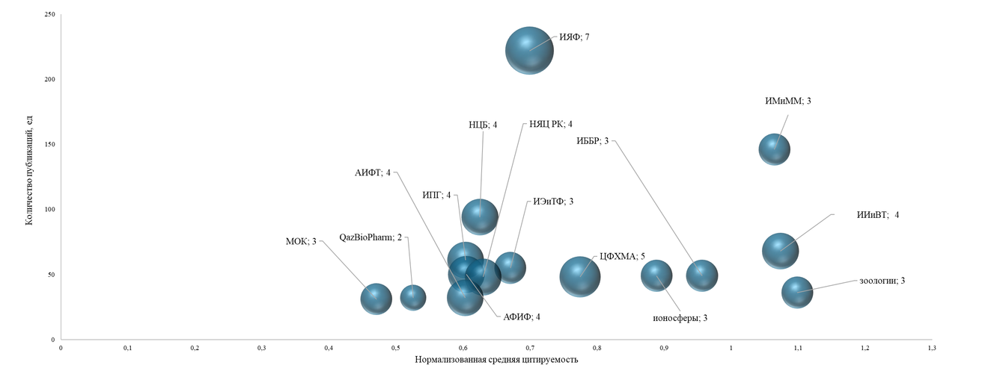 250
ИЯФ; 7
200
ИМиММ; 3
НЦБ; 4
НЯЦ РК; 4
150
ИББР; 3
АИФТ; 4
ИПГ; 4
ИЭиТФ; 3
100
ИИиВТ; 4
МОК; 3
QazBioPharm; 2
ЦФХМА; 5
50
зоологии; 3
АФИФ; 4
ионосферы; 3
0
0
0,1
0,2
0,3
0,4
0,5
0,6
0,7
0,8
0,9
1
1,1
1,2
1,3
Количество публикаций, ед
Нормализованная средняя цитируемость